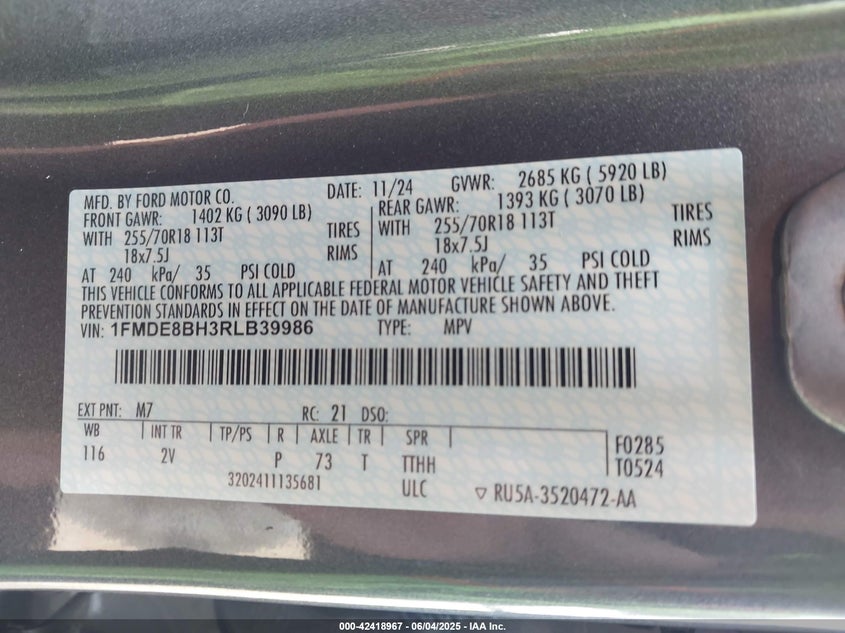 MFD. BY FORD MOTOR CO. DATE: 11/24 GVWR: 2685 KG ( 5920 LB)
FRONT GAWR: 1402 KG ( 3090 LB) REAR GAWR: 1393 KG ( 3070 LB)
WITH 255/70R18 113T TIRES WITH 255/70R18 113T TIRES
18x7.5J RIMS 18x7.5J RIMS
AT 240 kPa/ 35 PSI COLD AT 240 kPa/ 35 PSI COLD
THIS VEHICLE CONFORMS TO ALL APPLICABLE FEDERAL MOTOR VEHICLE SAFETY AND THEFT
PREVENTION STANDARDS IN EFFECT ON THE DATE OF MANUFACTURE SHOWN ABOVE.
VIN: 1FMDE8BH3RLB39986 TYPE: MPV
EXT PNT: M7 RC: 21 DSO:
WB INT TR TP/PS R AXLE TR SPR F0285
116 2V P 73 T TTHH T0524
3202411135681 ULC ▽ RU5A-3520472-AA
000-42418967 - 06/04/2025 - IAA Inc.